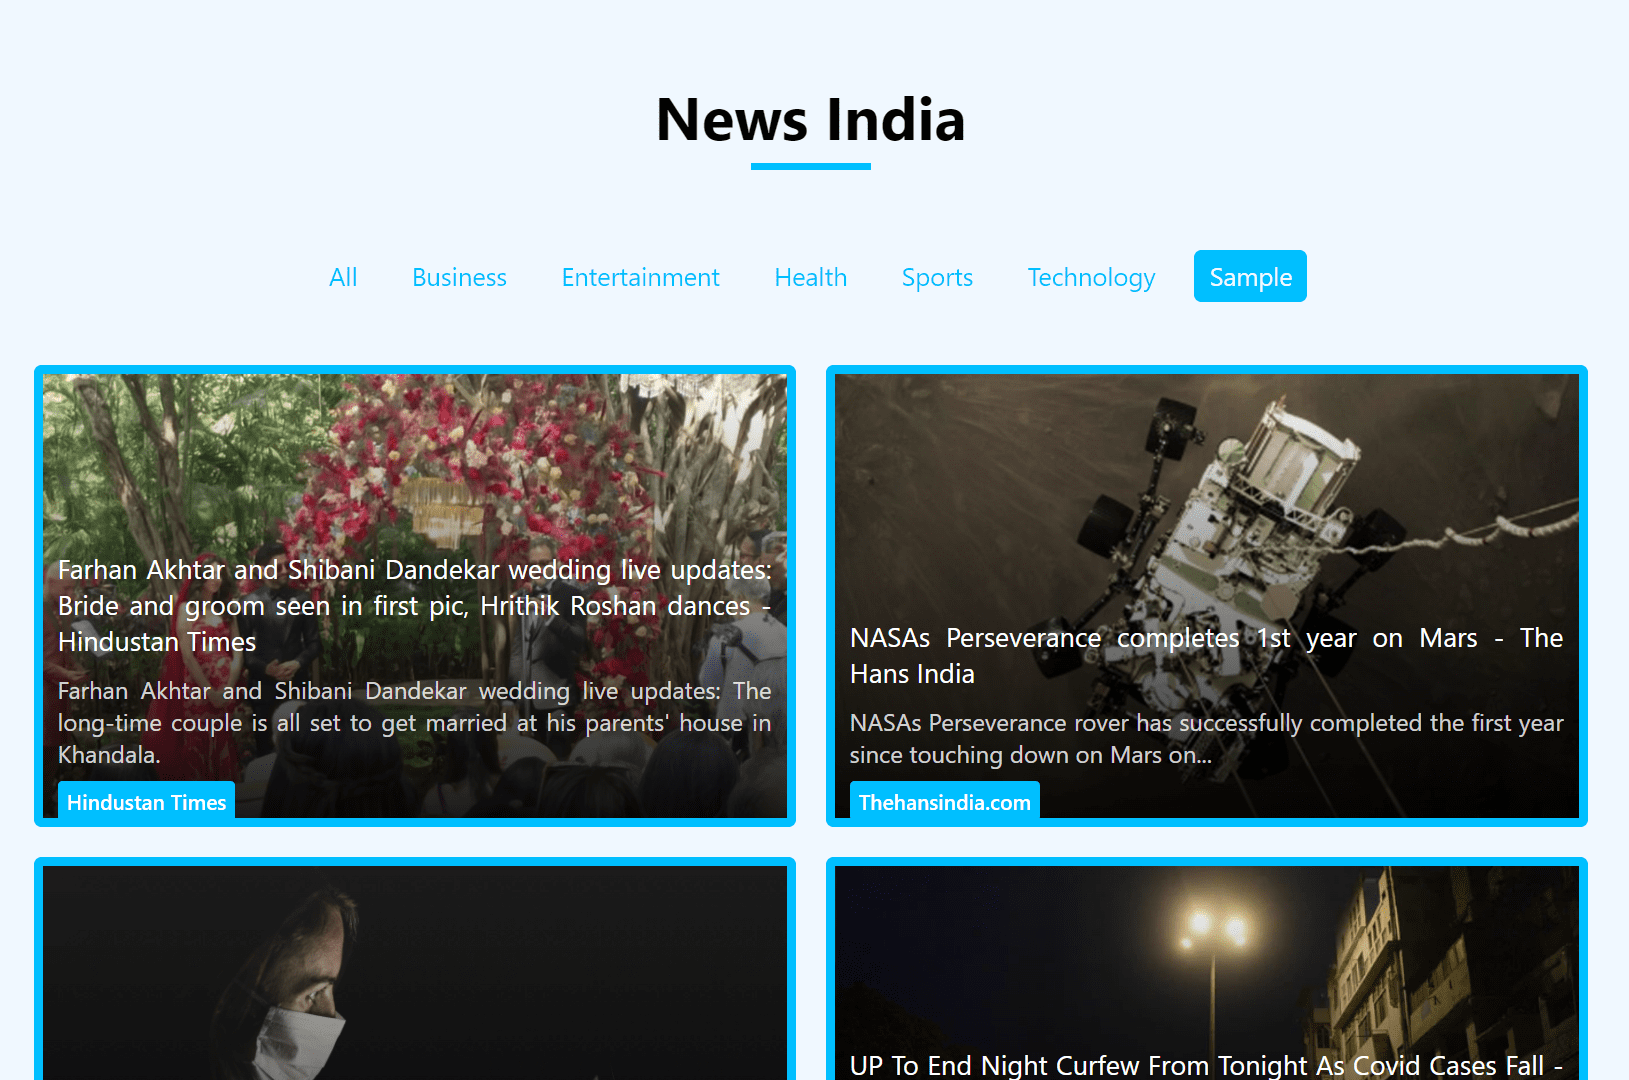 News India
All Business Entertainment Health Sports Technology Sample
Farhan Akhtar and Shibani Dandekar wedding live updates:
Bride and groom seen in first pic, Hrithik Roshan dances -
Hindustan Times
Farhan Akhtar and Shibani Dandekar wedding live updates: The
long-time couple is all set to get married at his parents' house in
Khandala.
Hindustan Times
NASAs Perseverance completes 1st year on Mars - The
Hans India
NASAs Perseverance rover has successfully completed the first year
since touching down on Mars on...
Thehansindia.com
UP To End Night Curfew From Tonight As Covid Cases Fall -